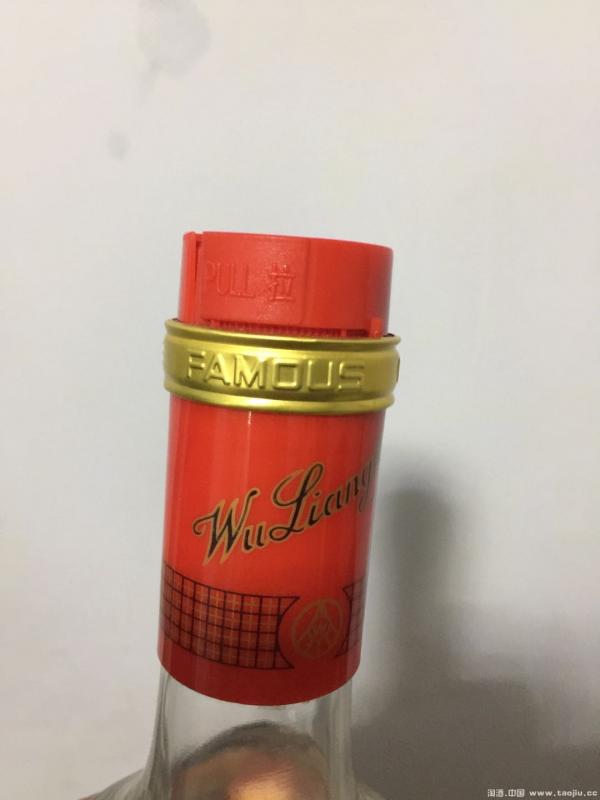 PULL 拉
FAMOUS
WuLiang
淘酒.中国 www.taojiu.cc